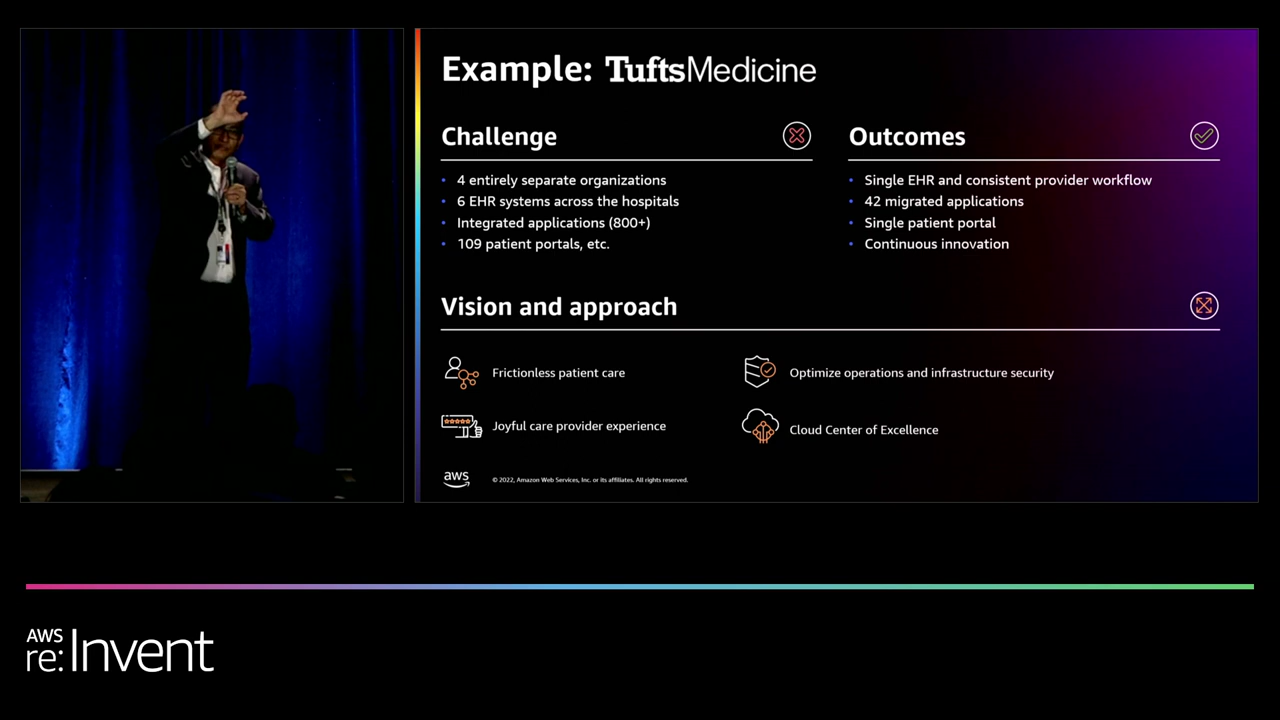 Example: TuftsMedicine
Challenge
4 entirely separate organizations
6 EHR systems across the hospitals
Integrated applications (800+)
109 patient portals, etc.
Outcomes
Single EHR and consistent provider workflow
42 migrated applications
Single patient portal
Continuous innovation
Vision and approach
Frictionless patient care
Optimize operations and infrastructure security
Joyful care provider experience
Cloud Center of Excellence
aws
© 2022, Amazon Web Services, Inc. or its affiliates. All rights reserved.
AWS
re:Invent